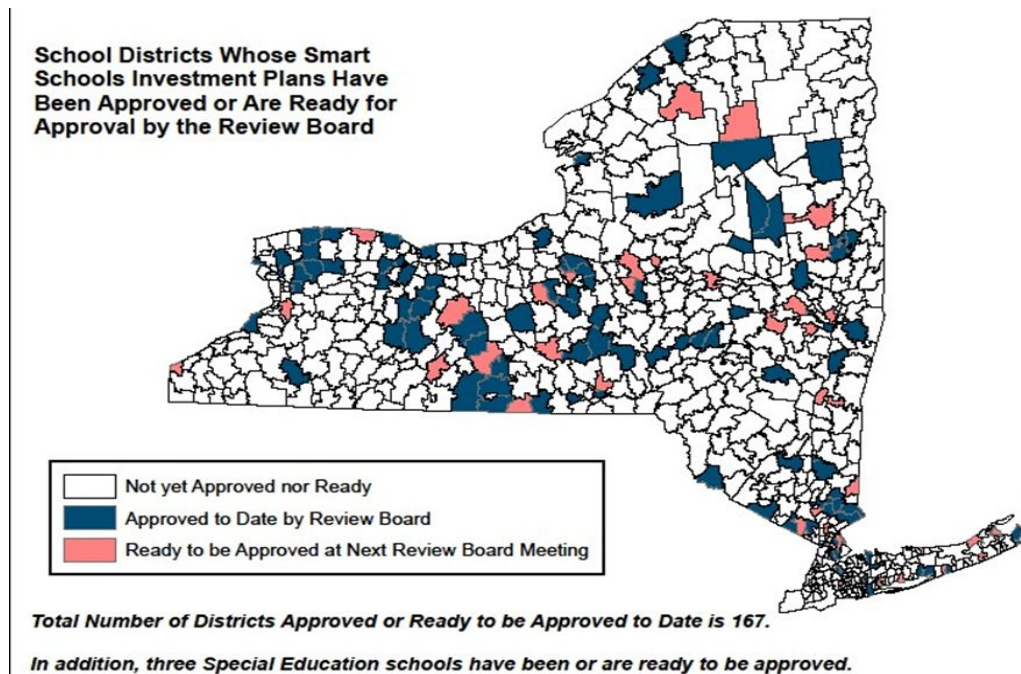 School Districts Whose Smart
Schools Investment Plans Have
Been Approved or Are Ready for
Approval by the Review Board
Not yet Approved nor Ready
Approved to Date by Review Board
Ready to be Approved at Next Review Board Meeting
Total Number of Districts Approved or Ready to be Approved to Date is 167.
In addition, three Special Education schools have been or are ready to be approved.